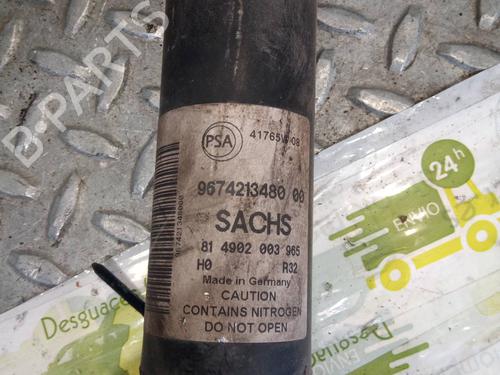 PSA
9674213480 00
SACHS
81 4902 003 965
H0 R32
Made in Germany
CAUTION
CONTAINS NITROGEN
DO NOT OPEN
B-PARTS
24h
ENVIO
Desguace